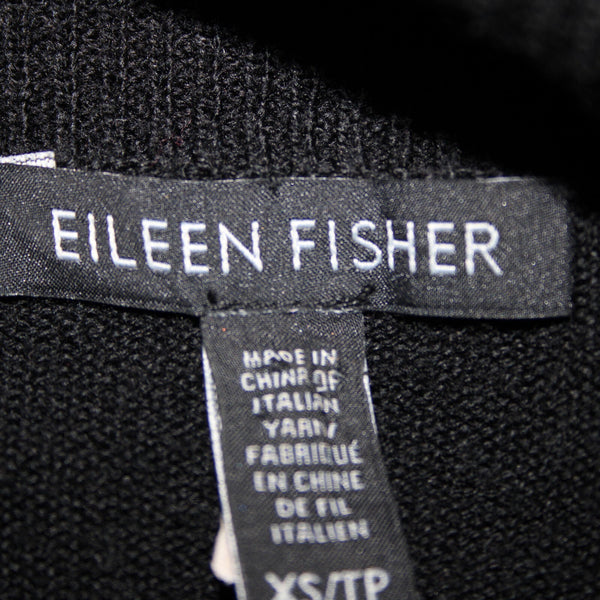 EILEEN FISHER
MADE IN
CHINA OF
ITALIAN
YARN/
FABRIQUÉ
EN CHINE
DE FIL
ITALIEN
XS/TP